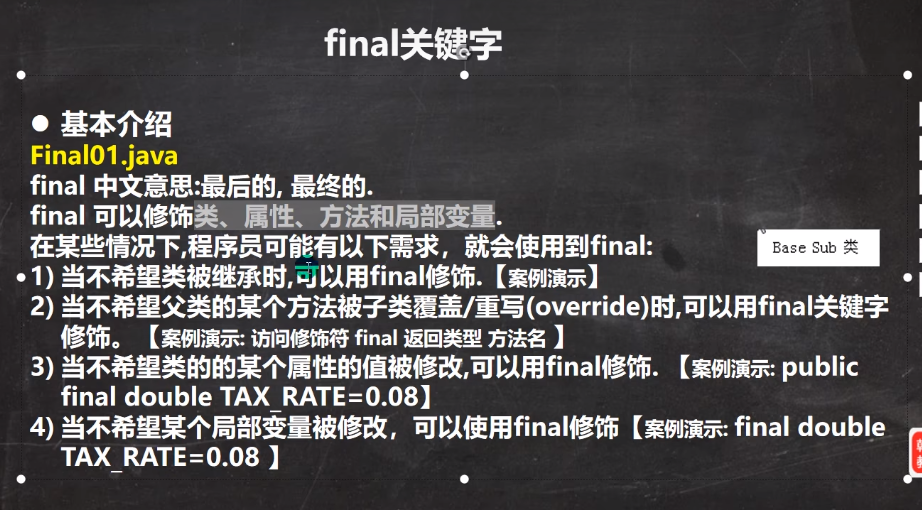 final关键字
● 基本介绍
Final01.java
final 中文意思:最后的, 最终的.
final 可以修饰类、属性、方法和局部变量.
在某些情况下,程序员可能有以下需求，就会使用到final:
Base Sub 类
1) 当不希望类被继承时,可以用final修饰.【案例演示】
2) 当不希望父类的某个方法被子类覆盖/重写(override)时,可以用final关键字
修饰。【案例演示: 访问修饰符 final 返回类型 方法名 】
3) 当不希望类的的某个属性的值被修改,可以用final修饰. 【案例演示: public
final double TAX_RATE=0.08】
4) 当不希望某个局部变量被修改，可以使用final修饰【案例演示: final double
TAX_RATE=0.08 】